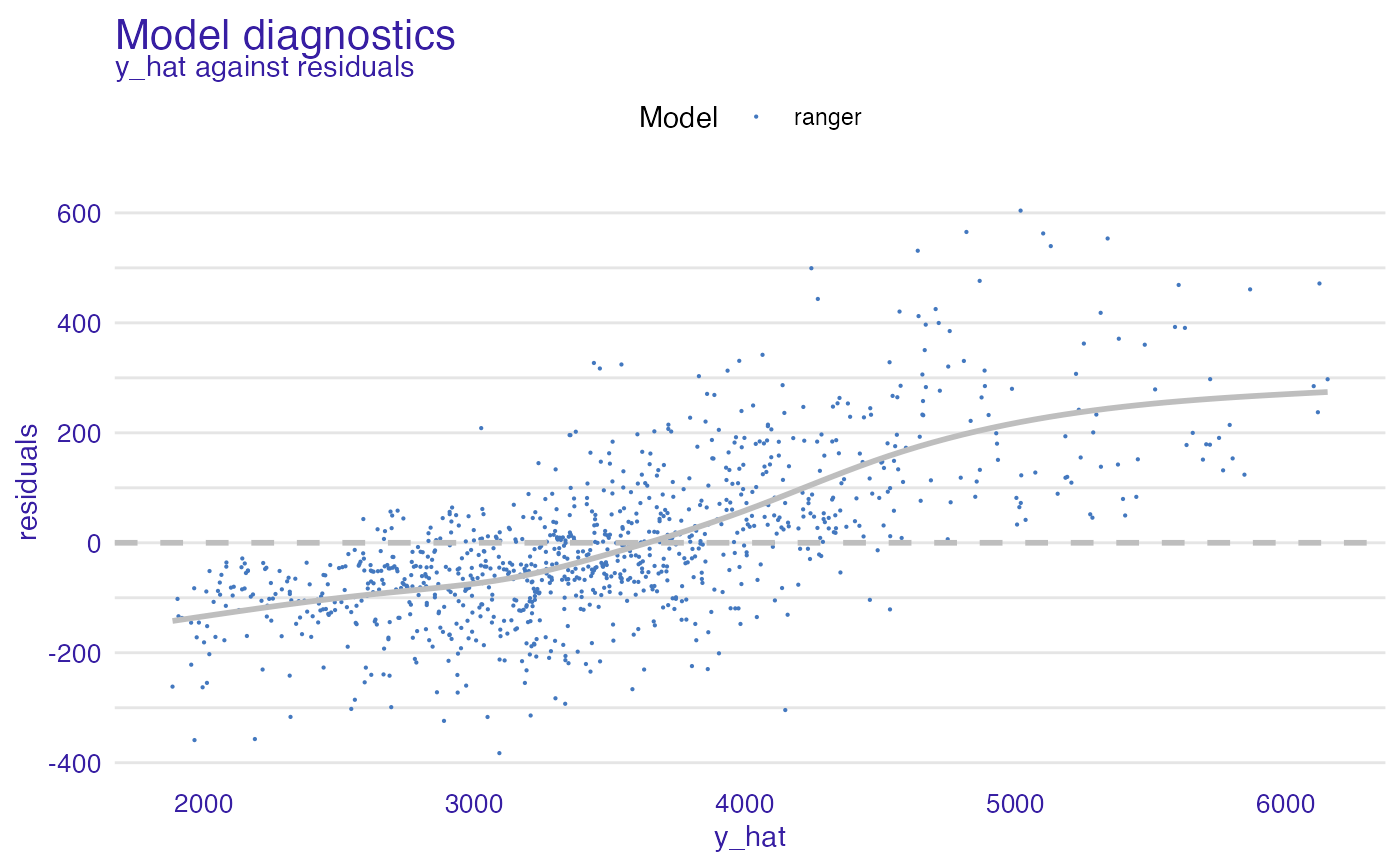 Model diagnostics
y_hat against residuals
Model ranger
600
400
200
0
-200
-400
residuals
2000 3000 4000 5000 6000
y_hat